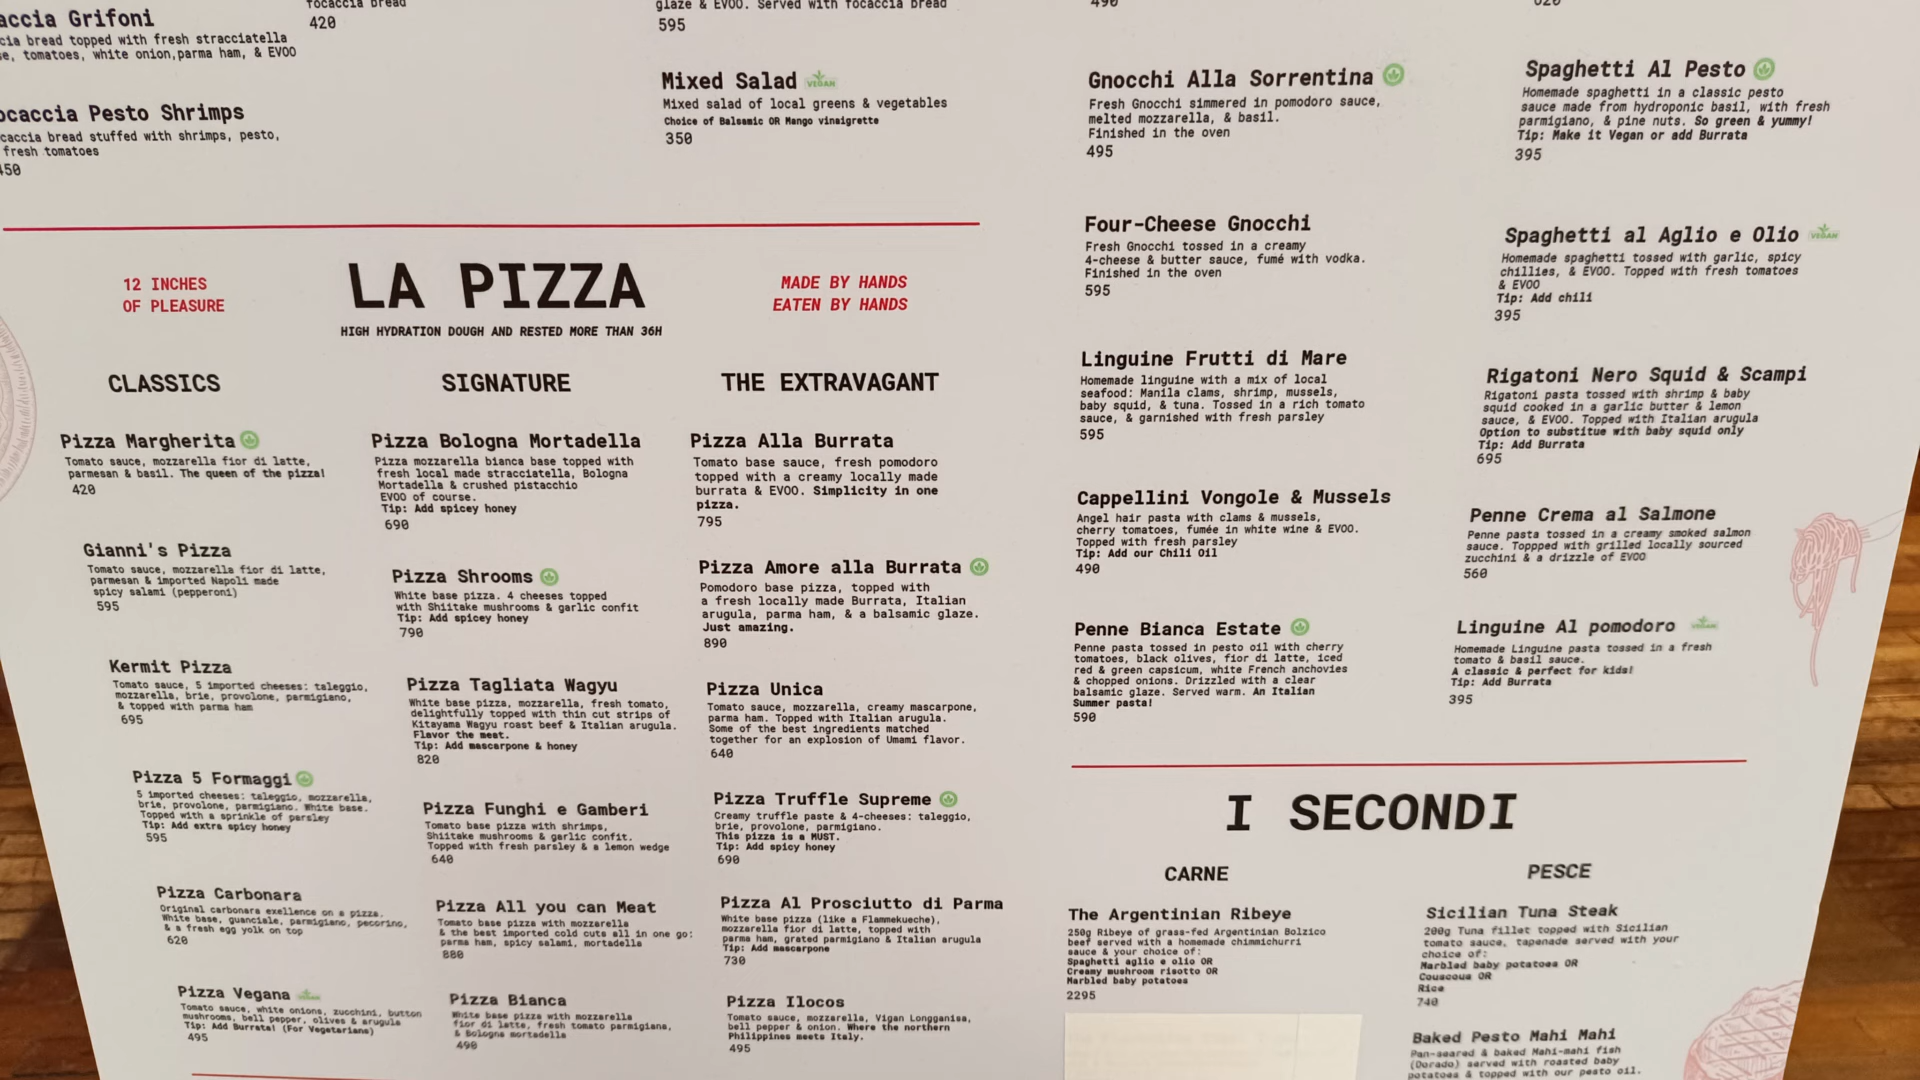 accia Grifoni
cia bread topped with fresh stracciatella
se, tomatoes, white onion,parma ham, & EVOO
ocaccia Pesto Shrimps
caccia bread stuffed with shrimps, pesto,
fresh tomatoes
450
focaccia bread
420
glaze & EVOO. Served with focaccia bread
595
Mixed Salad VEGAN
Mixed salad of local greens & vegetables
Choice of Balsamic OR Mango vinaigrette
350
12 INCHES
OF PLEASURE
LA PIZZA
HIGH HYDRATION DOUGH AND RESTED MORE THAN 36H
MADE BY HANDS
EATEN BY HANDS
CLASSICS
Pizza Margherita
Tomato sauce, mozzarella fior di latte,
parmesan & basil. The queen of the pizza!
420
Gianni's Pizza
Tomato sauce, mozzarella fior di latte,
parmesan & imported Napoli made
spicy salami (pepperoni)
595
Kermit Pizza
Tomato sauce, 5 imported cheeses: taleggio,
mozzarella, brie, provolone, parmigiano,
& topped with parma ham
695
Pizza 5 Formaggi
5 imported cheeses: taleggio, mozzarella,
brie, provolone, parmigiano. White base.
Topped with a sprinkle of parsley
Tip: Add extra spicy honey
595
Pizza Carbonara
Original carbonara exellence on a pizza.
White base, guanciale, parmigiano, pecorino,
& a fresh egg yolk on top
620
Pizza Vegana VEGAN
Tomato sauce, white onions, zucchini, button
mushrooms, bell pepper, olives & arugula
Tip: Add Burrata! (For Vegetarians)
495
SIGNATURE
Pizza Bologna Mortadella
Pizza mozzarella bianca base topped with
fresh local made stracciatella, Bologna
Mortadella & crushed pistacchio
EVOO of course.
Tip: Add spicey honey
690
Pizza Shrooms
White base pizza. 4 cheeses topped
with Shiitake mushrooms & garlic confit
Tip: Add spicey honey
790
Pizza Tagliata Wagyu
White base pizza, mozzarella, fresh tomato,
delightfully topped with thin cut strips of
Kitayama Wagyu roast beef & Italian arugula.
Flavor the meat.
Tip: Add mascarpone & honey
820
Pizza Funghi e Gamberi
Tomato base pizza with shrimps,
Shiitake mushrooms & garlic confit.
Topped with fresh parsley & a lemon wedge
640
Pizza All you can Meat
Tomato base pizza with mozzarella
& the best imported cold cuts all in one go:
parma ham, spicy salami, mortadella
880
Pizza Bianca
White base pizza with mozzarella
fior di latte, fresh tomato parmigiana,
& Bologna mortadella
490
THE EXTRAVAGANT
Pizza Alla Burrata
Tomato base sauce, fresh pomodoro
topped with a creamy locally made
burrata & EVOO. Simplicity in one
pizza.
795
Pizza Amore alla Burrata
Pomodoro base pizza, topped with
a fresh locally made Burrata, Italian
arugula, parma ham, & a balsamic glaze.
Just amazing.
890
Pizza Unica
Tomato sauce, mozzarella, creamy mascarpone,
parma ham. Topped with Italian arugula.
Some of the best ingredients matched
together for an explosion of Umami flavor.
640
Pizza Truffle Supreme
Creamy truffle paste & 4-cheeses: taleggio,
brie, provolone, parmigiano.
This pizza is a MUST.
Tip: Add spicy honey
690
Pizza Al Prosciutto di Parma
White base pizza (like a Flammekueche),
mozzarella fior di latte, topped with
parma ham, grated parmigiano & Italian arugula
Tip: Add mascarpone
730
Pizza Ilocos
Tomato sauce, mozzarella, Vigan Longganisa,
bell pepper & onion. Where the northern
Philippines meets Italy.
495
490
Gnocchi Alla Sorrentina
Fresh Gnocchi simmered in pomodoro sauce,
melted mozzarella, & basil.
Finished in the oven
495
Four-Cheese Gnocchi
Fresh Gnocchi tossed in a creamy
4-cheese & butter sauce, fumé with vodka.
Finished in the oven
595
Linguine Frutti di Mare
Homemade linguine with a mix of local
seafood: Manila clams, shrimp, mussels,
baby squid, & tuna. Tossed in a rich tomato
sauce, & garnished with fresh parsley
595
Cappellini Vongole & Mussels
Angel hair pasta with clams & mussels,
cherry tomatoes, fumée in white wine & EVOO.
Topped with fresh parsley
Tip: Add our Chili Oil
490
Penne Bianca Estate
Penne pasta tossed in pesto oil with cherry
tomatoes, black olives, fior di latte, iced
red & green capsicum, white French anchovies
& chopped onions. Drizzled with a clear
balsamic glaze. Served warm. An Italian
Summer pasta!
590
620
Spaghetti Al Pesto
Homemade spaghetti in a classic pesto
sauce made from hydroponic basil, with fresh
parmigiano, & pine nuts. So green & yummy!
Tip: Make it Vegan or add Burrata
395
Spaghetti al Aglio e Olio VEGAN
Homemade spaghetti tossed with garlic, spicy
chillies, & EVOO. Topped with fresh tomatoes
& EVOO
Tip: Add chili
395
Rigatoni Nero Squid & Scampi
Rigatoni pasta tossed with shrimp & baby
squid cooked in a garlic butter & lemon
sauce, & EVOO. Topped with Italian arugula
Option to substitue with baby squid only
Tip: Add Burrata
695
Penne Crema al Salmone
Penne pasta tossed in a creamy smoked salmon
sauce. Toppped with grilled locally sourced
zucchini & a drizzle of EVOO
560
Linguine Al pomodoro VEGAN
Homemade Linguine pasta tossed in a fresh
tomato & basil sauce.
A classic & perfect for kids!
Tip: Add Burrata
395
I SECONDI
CARNE
The Argentinian Ribeye
250g Ribeye of grass-fed Argentinian Bolzico
beef served with a homemade chimmichurri
sauce & your choice of:
Spaghetti aglio e olio OR
Creamy mushroom risotto OR
Marbled baby potatoes
2295
PESCE
Sicilian Tuna Steak
200g Tuna fillet topped with Sicilian
tomato sauce, tapenade served with your
choice of:
Marbled baby potatoes OR
Couscous OR
Rice
740
Baked Pesto Mahi Mahi
Pan-seared & baked Mahi-mahi fish
(Dorado) served with roasted baby
potatoes & topped with our pesto oil.